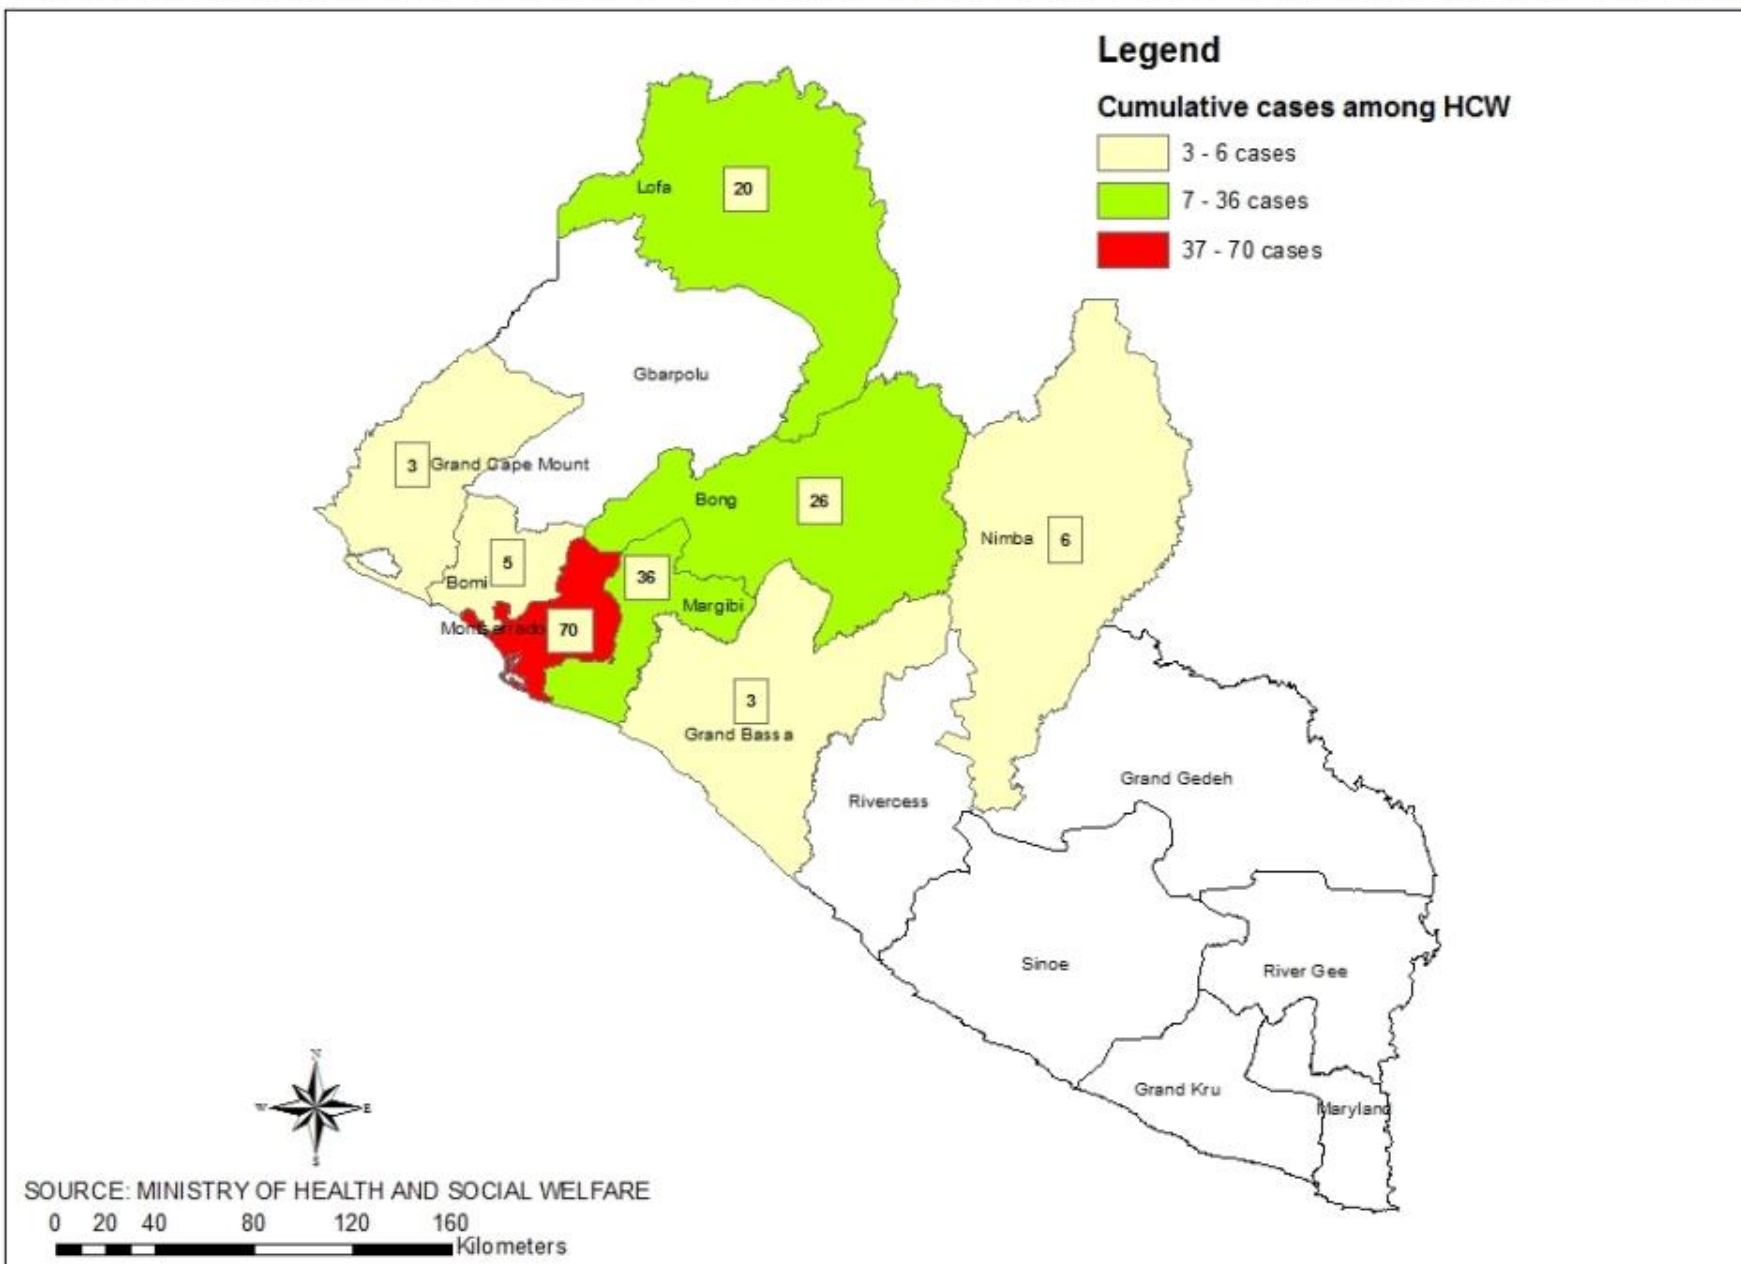 Legend
Cumulative cases among HCW
3 - 6 cases
7 - 36 cases
37 - 70 cases
Lofa
20
Gbarpolu
3
Grand Cape Mount
Bong
26
Nimba
6
5
Bomi
36
Margibi
Montserrado
70
3
Grand Bassa
Rivercess
Grand Gedeh
Sinoe
River Gee
Grand Kru
Maryland
N
W
E
S
SOURCE: MINISTRY OF HEALTH AND SOCIAL WELFARE
0 20 40 80 120 160
Kilometers